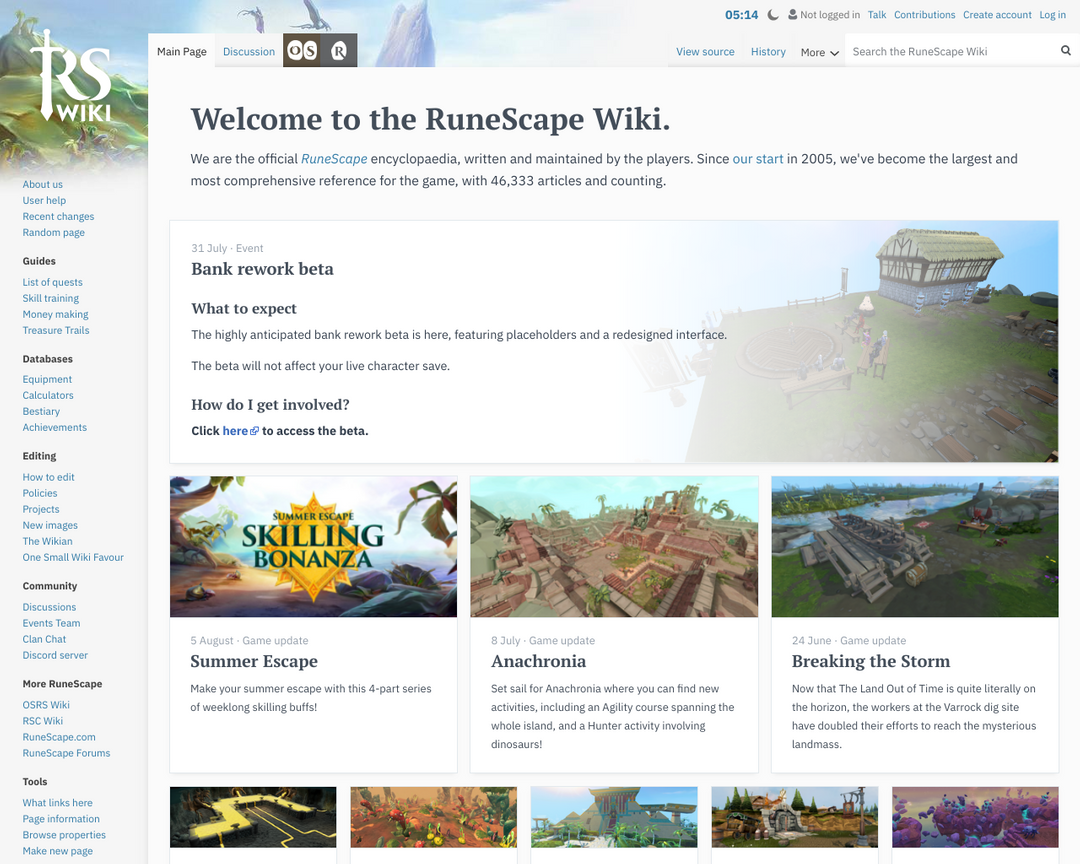 05:14 Not logged in Talk Contributions Create account Log in
RS
WIKI
Main Page Discussion OS R View source History More Search the RuneScape Wiki
Welcome to the RuneScape Wiki.
We are the official RuneScape encyclopaedia, written and maintained by the players. Since our start in 2005, we've become the largest and
most comprehensive reference for the game, with 46,333 articles and counting.
About us
User help
Recent changes
Random page
Guides
List of quests
Skill training
Money making
Treasure Trails
Databases
Equipment
Calculators
Bestiary
Achievements
Editing
How to edit
Policies
Projects
New images
The Wikian
One Small Wiki Favour
Community
Discussions
Events Team
Clan Chat
Discord server
More RuneScape
OSRS Wiki
RSC Wiki
RuneScape.com
RuneScape Forums
Tools
What links here
Page information
Browse properties
Make new page
31 July · Event
Bank rework beta
What to expect
The highly anticipated bank rework beta is here, featuring placeholders and a redesigned interface.
The beta will not affect your live character save.
How do I get involved?
Click here to access the beta.
SUMMER ESCAPE
SKILLING
BONANZA
5 August · Game update
Summer Escape
Make your summer escape with this 4-part series
of weeklong skilling buffs!
8 July · Game update
Anachronia
Set sail for Anachronia where you can find new
activities, including an Agility course spanning the
whole island, and a Hunter activity involving
dinosaurs!
24 June · Game update
Breaking the Storm
Now that The Land Out of Time is quite literally on
the horizon, the workers at the Varrock dig site
have doubled their efforts to reach the mysterious
landmass.